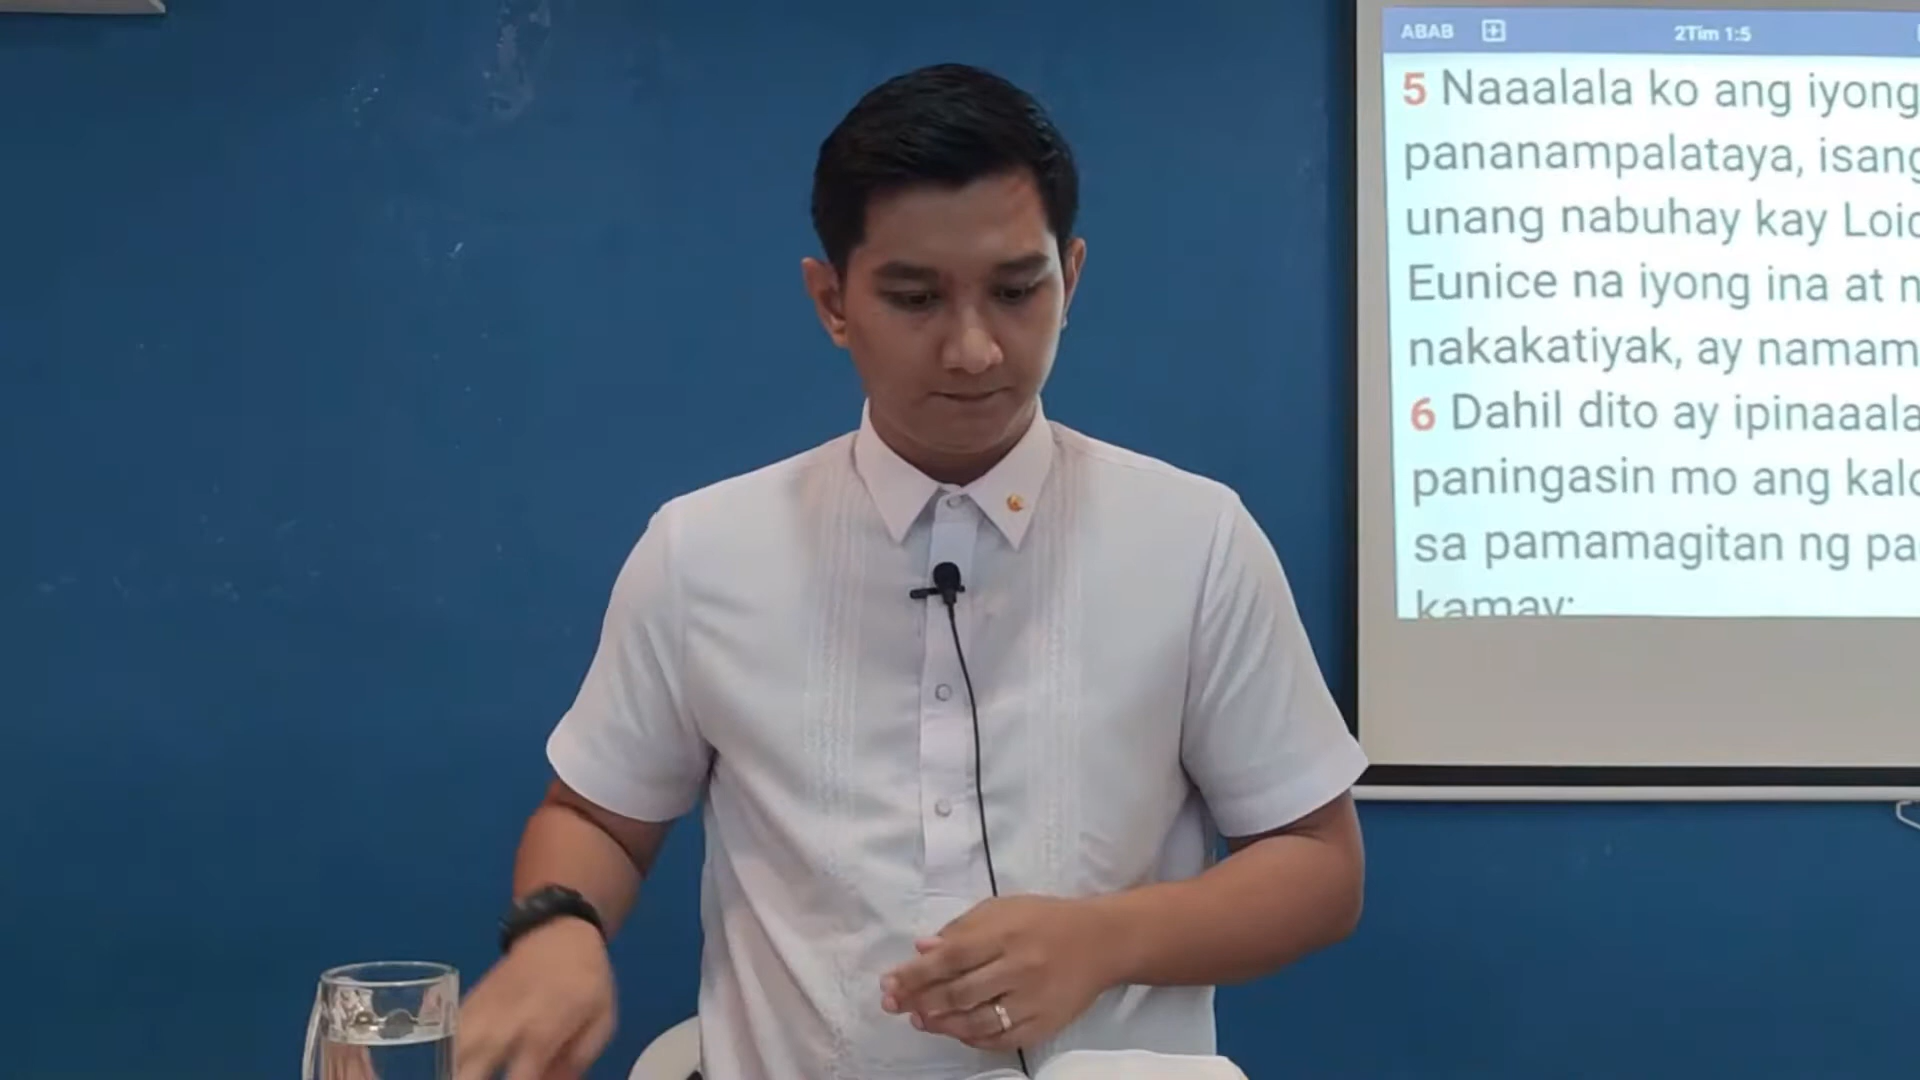 ABAB 2Tim 1:5
5 Naaalala ko ang iyong
pananampalataya, isang
unang nabuhay kay
Eunice na iyong ina at
nakakatiyak, ay
6 Dahil dito ay
paningasin mo ang
sa pamamagitan ng
kamay;